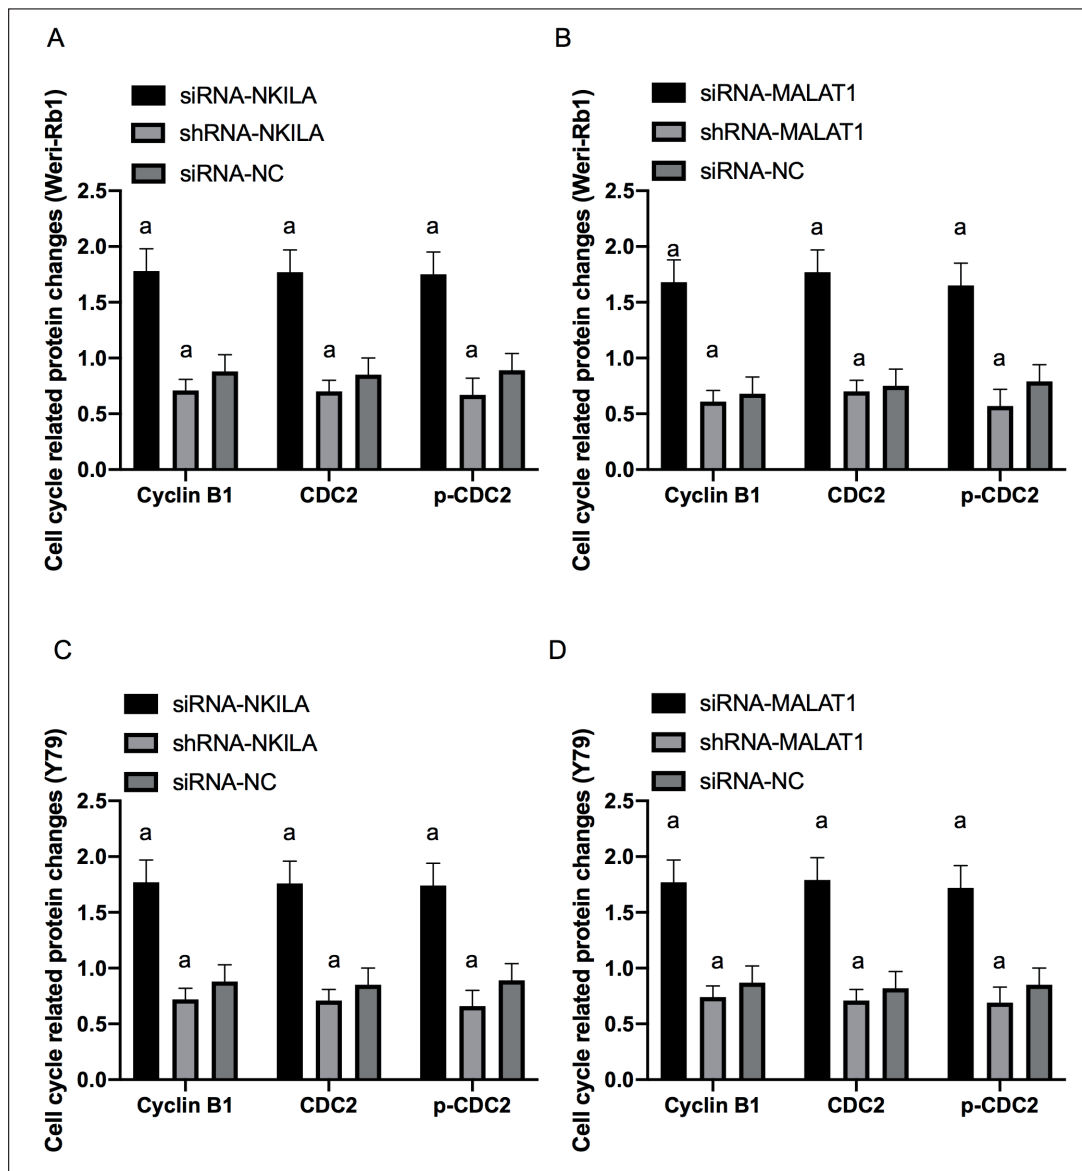 A
siRNA-NKILA
shRNA-NKILA
siRNA-NC
Cell cycle related protein changes (Weri-Rb1)
2.5
2.0
1.5
1.0
0.5
0.0
a
a
a
a
a
a
Cyclin B1
CDC2
p-CDC2
B
siRNA-MALAT1
shRNA-MALAT1
siRNA-NC
Cell cycle related protein changes (Weri-Rb1)
2.5
2.0
1.5
1.0
0.5
0.0
a
a
a
a
a
a
Cyclin B1
CDC2
p-CDC2
C
siRNA-NKILA
shRNA-NKILA
siRNA-NC
Cell cycle related protein changes (Y79)
2.5
2.0
1.5
1.0
0.5
0.0
a
a
a
a
a
a
Cyclin B1
CDC2
p-CDC2
D
siRNA-MALAT1
shRNA-MALAT1
siRNA-NC
Cell cycle related protein changes (Y79)
2.5
2.0
1.5
1.0
0.5
0.0
a
a
a
a
a
a
Cyclin B1
CDC2
p-CDC2